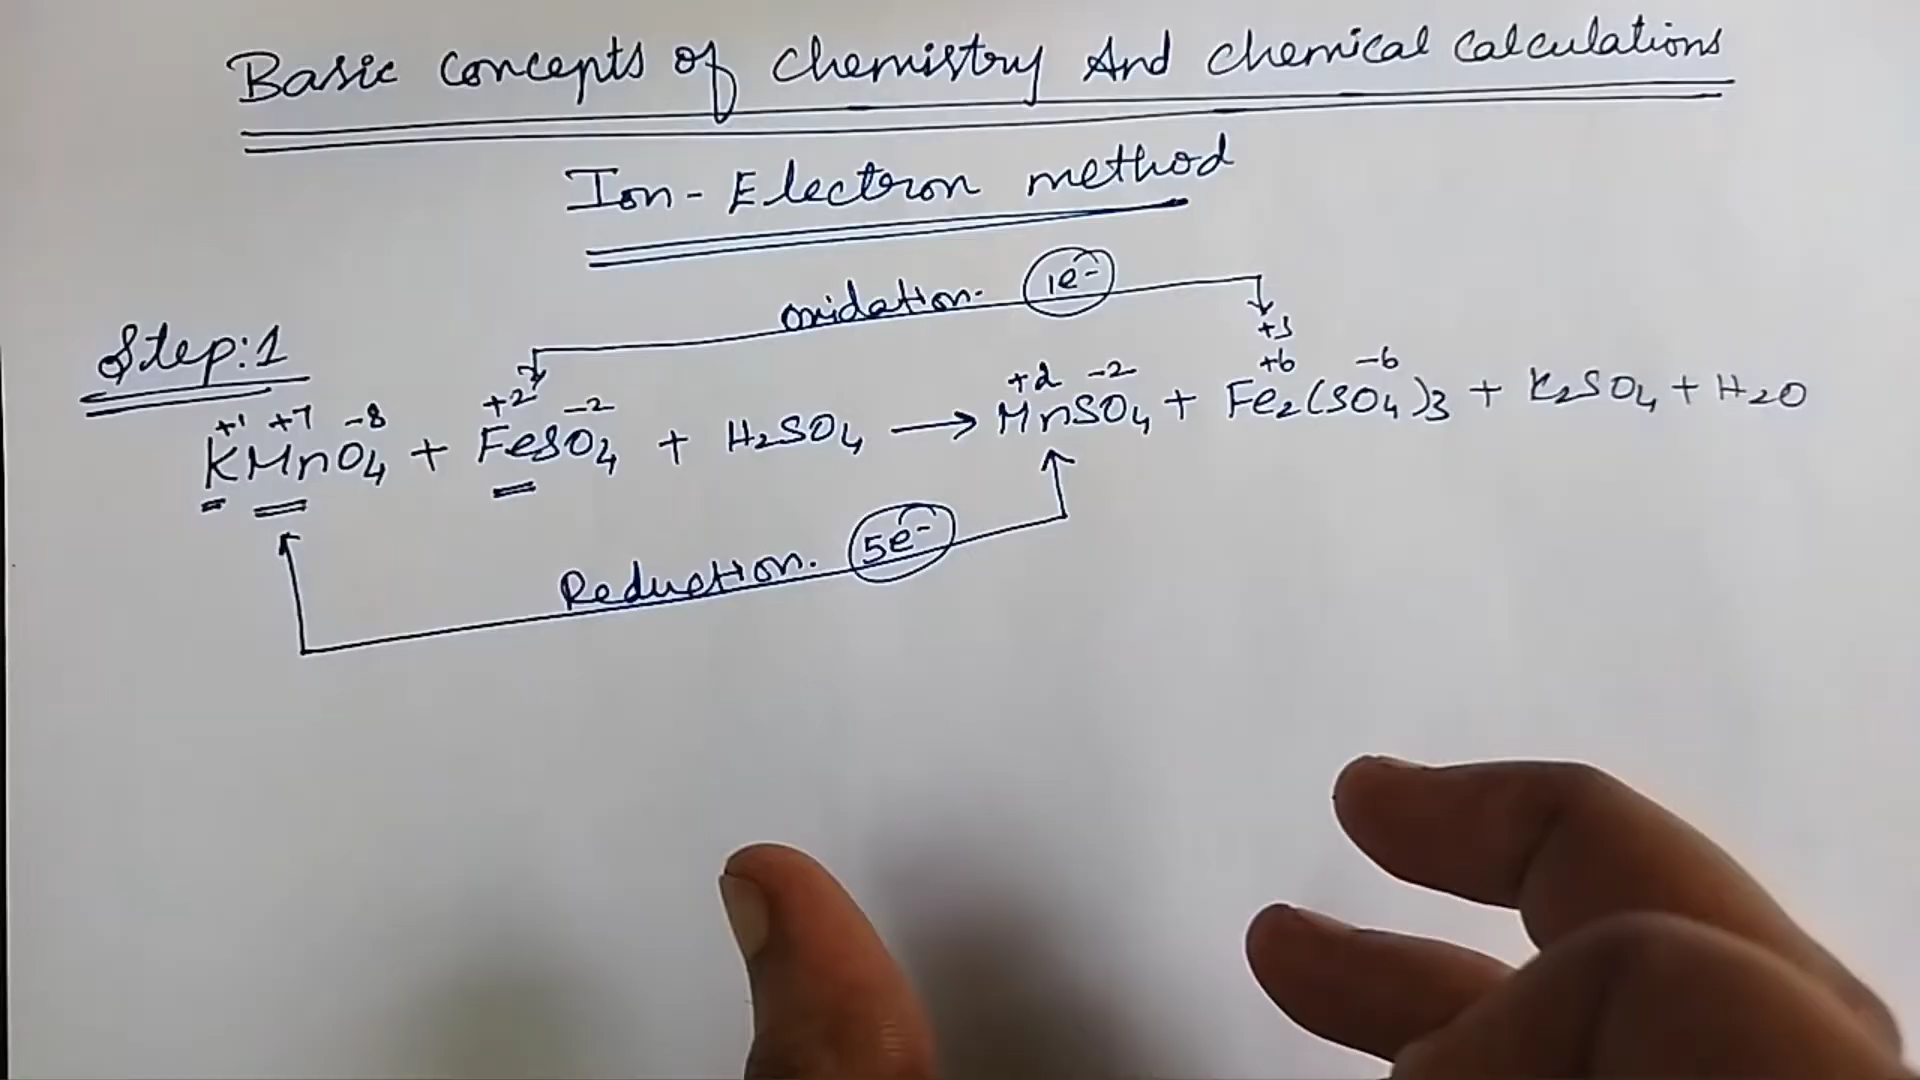 Basic concepts of chemistry And chemical calculations
Ion-Electron method
oxidation. 1e⁻
Step:1
+3
+2 -2 +2 -2 +6 -6
+1 +7 -8
KMnO₄ + FeSO₄ + H₂SO₄ → MnSO₄ + Fe₂(SO₄)₃ + K₂SO₄ + H₂O
Reduction. 5e⁻